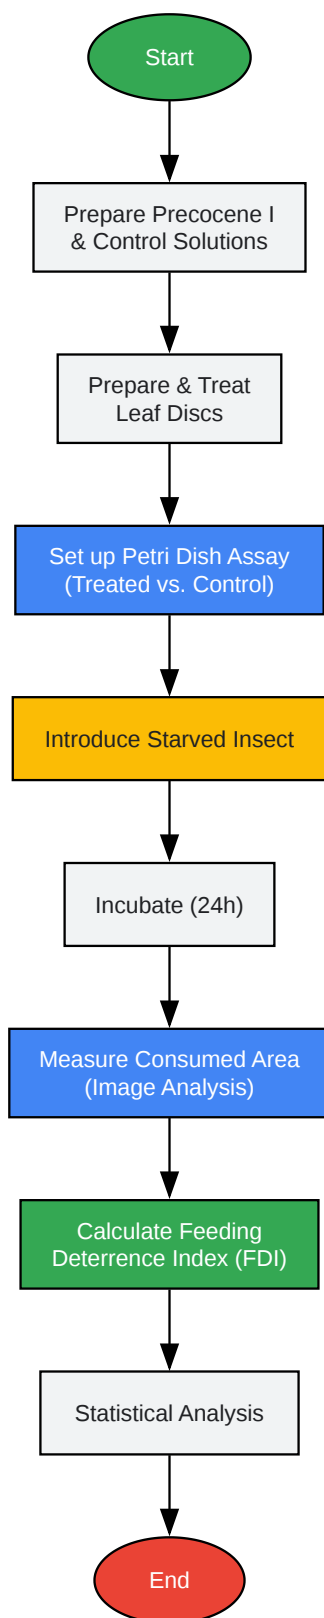 Start
Prepare Precocene I
& Control Solutions
Prepare & Treat
Leaf Discs
Set up Petri Dish Assay
(Treated vs. Control)
Introduce Starved Insect
Incubate (24h)
Measure Consumed Area
(Image Analysis)
Calculate Feeding
Deterrence Index (FDI)
Statistical Analysis
End